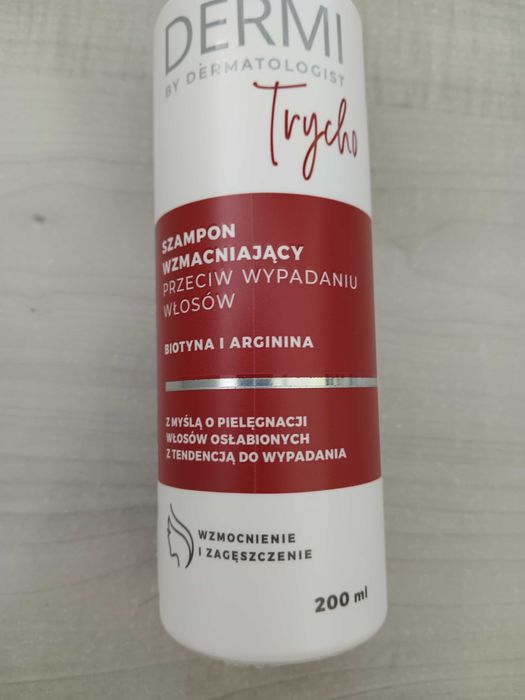 DERMI
BY DERMATOLOGIST
Trycho
SZAMPON
WZMACNIAJĄCY
PRZECIW WYPADANIU
WŁOSÓW
BIOTYNA I ARGININA
Z MYŚLĄ O PIELĘGNACJI
WŁOSÓW OSŁABIONYCH
Z TENDENCJĄ DO WYPADANIA
WZMOCNIENIE
I ZAGĘSZCZENIE
200 ml